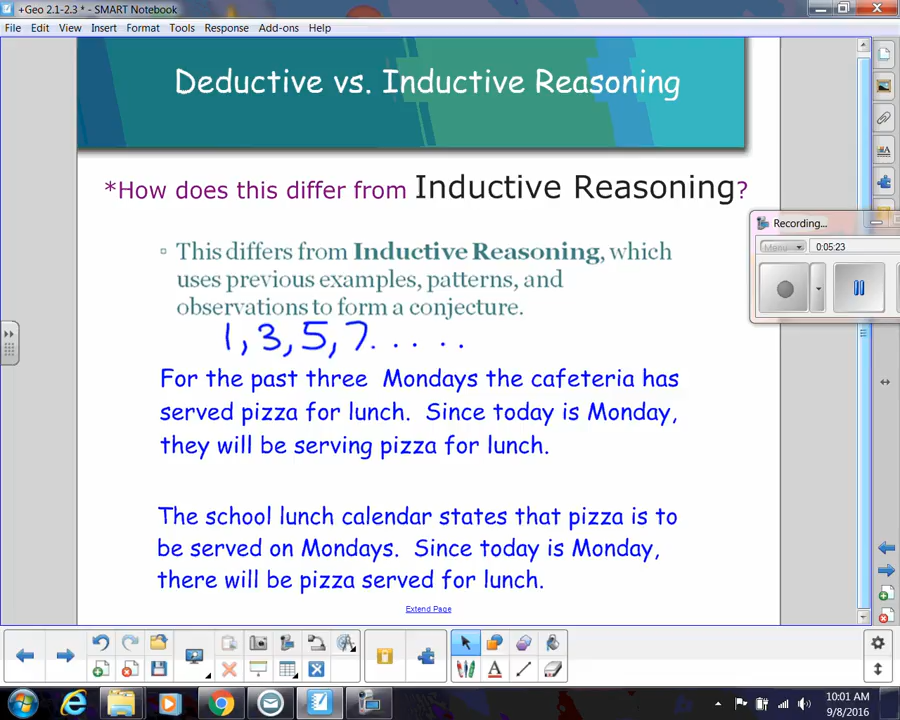 +Geo 2.1-2.3 * - SMART Notebook
File Edit View Insert Format Tools Response Add-ons Help
Deductive vs. Inductive Reasoning
*How does this differ from Inductive Reasoning?
Recording...
Menu
0:05:23
This differs from Inductive Reasoning, which
uses previous examples, patterns, and
observations to form a conjecture.
1, 3, 5, 7. . . . .
For the past three Mondays the cafeteria has
served pizza for lunch. Since today is Monday,
they will be serving pizza for lunch.
The school lunch calendar states that pizza is to
be served on Mondays. Since today is Monday,
there will be pizza served for lunch.
Extend Page
10:01 AM
9/8/2016